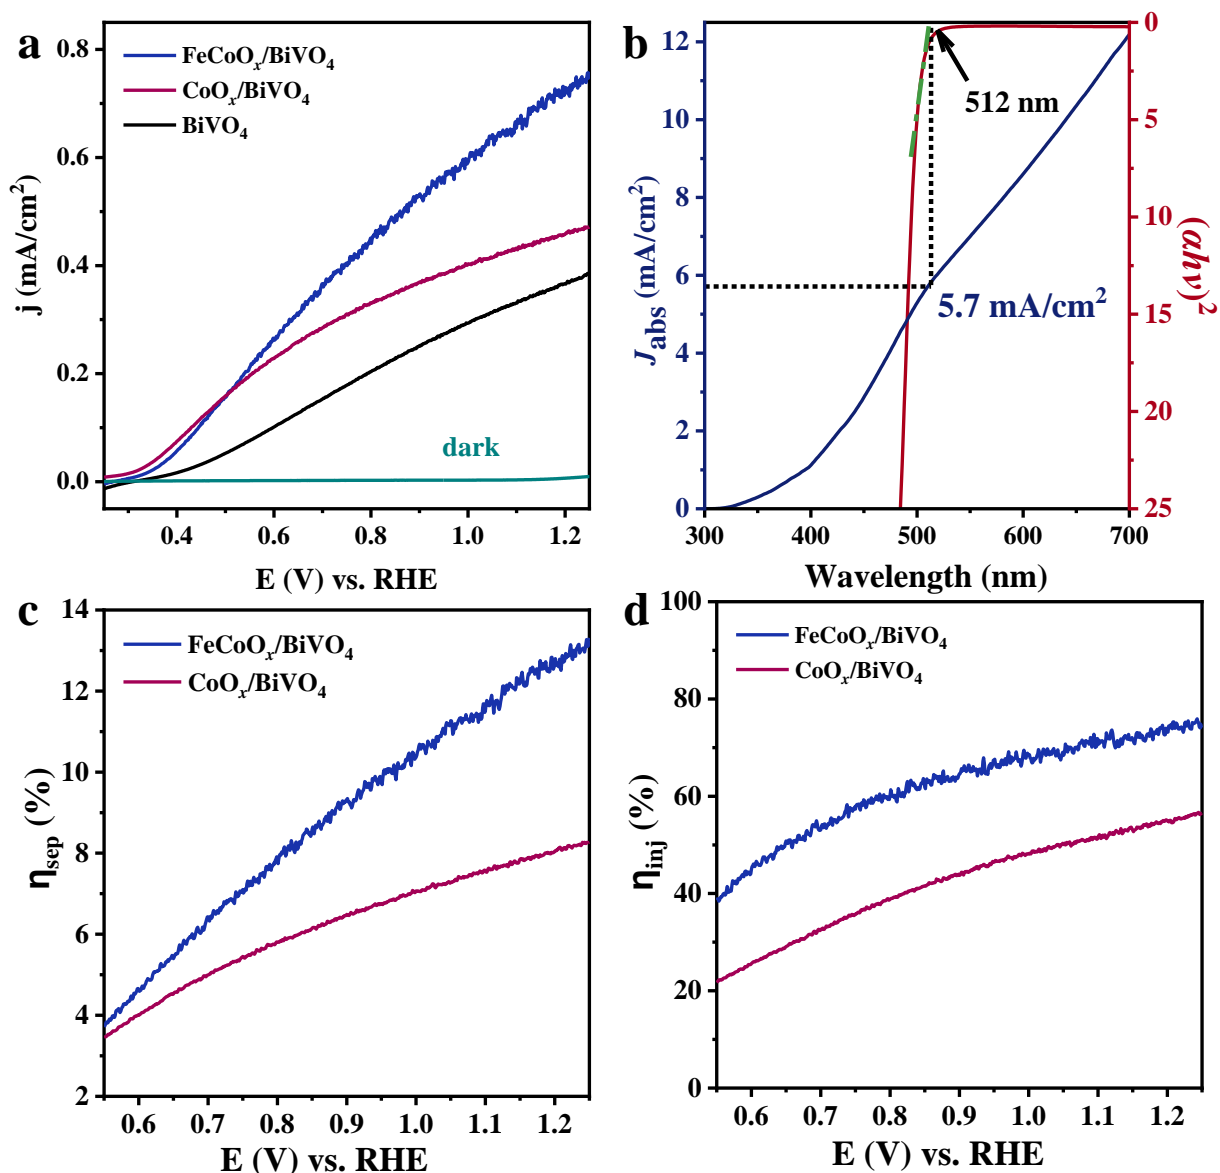 a
FeCoOₓ/BiVO₄
CoOₓ/BiVO₄
BiVO₄
dark
0.8
0.6
0.4
0.2
0.0
j (mA/cm²)
0.4 0.6 0.8 1.0 1.2
E (V) vs. RHE
b
512 nm
5.7 mA/cm²
12
10
8
6
4
2
0
J_abs (mA/cm²)
0
5
10
15
20
25
(αhν)²
300 400 500 600 700
Wavelength (nm)
c
FeCoOₓ/BiVO₄
CoOₓ/BiVO₄
14
12
10
8
6
4
2
η_sep (%)
0.6 0.7 0.8 0.9 1.0 1.1 1.2
E (V) vs. RHE
d
FeCoOₓ/BiVO₄
CoOₓ/BiVO₄
100
80
60
40
20
0
η_inj (%)
0.6 0.7 0.8 0.9 1.0 1.1 1.2
E (V) vs. RHE